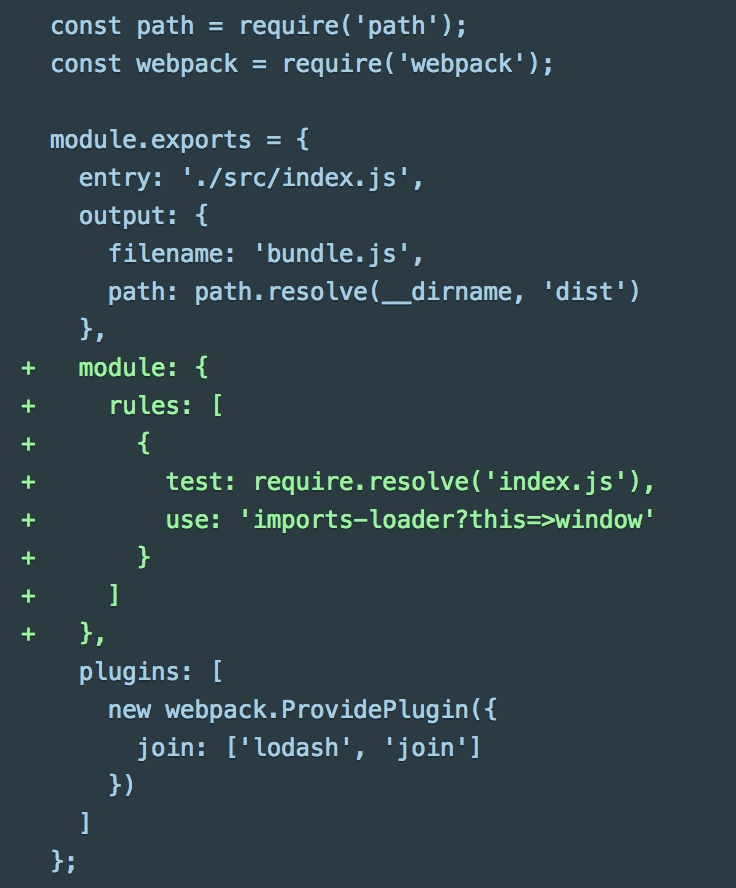 const path = require('path');
  const webpack = require('webpack');

  module.exports = {
    entry: './src/index.js',
    output: {
      filename: 'bundle.js',
      path: path.resolve(__dirname, 'dist')
    },
+   module: {
+     rules: [
+       {
+         test: require.resolve('index.js'),
+         use: 'imports-loader?this=>window'
+       }
+     ]
+   },
    plugins: [
      new webpack.ProvidePlugin({
        join: ['lodash', 'join']
      })
    ]
  };